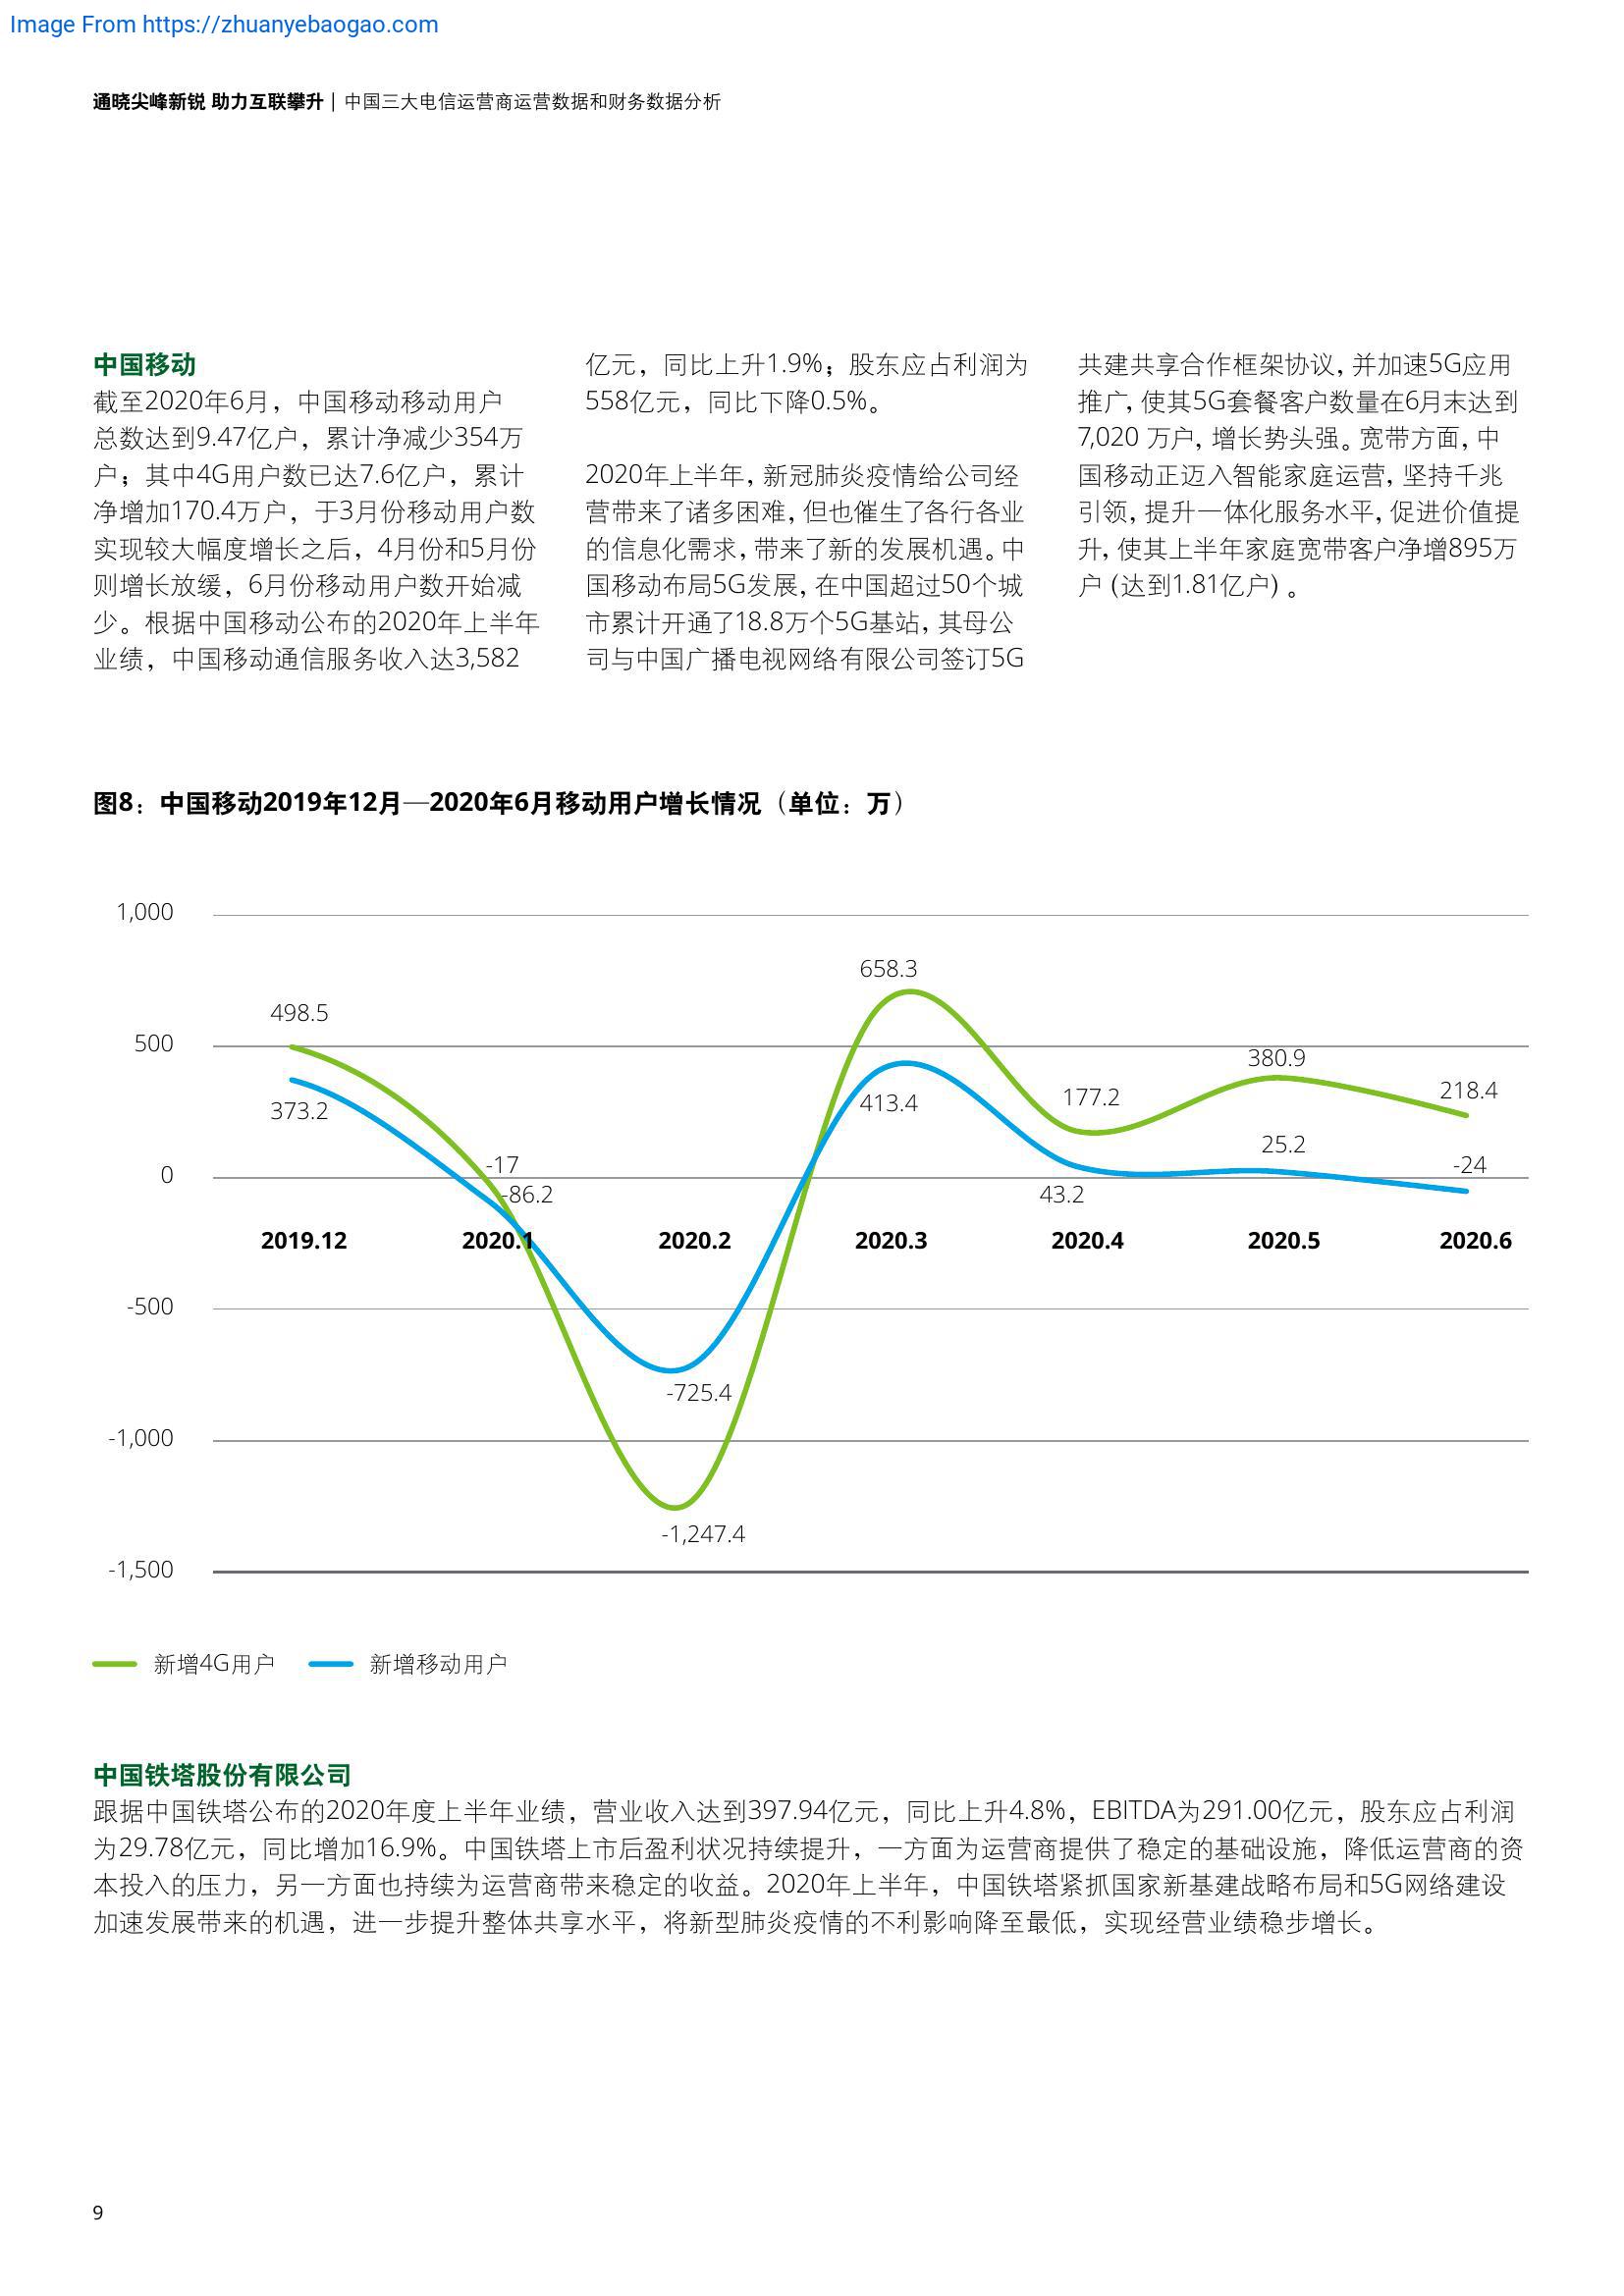 Image From https://zhuanyebaogao.com
通晓尖峰新锐 助力互联攀升 | 中国三大电信运营商运营数据和财务数据分析
中国移动
截至2020年6月，中国移动移动用户
总数达到9.47亿户，累计净减少354万
户；其中4G用户数已达7.6亿户，累计
净增加170.4万户，于3月份移动用户数
实现较大幅度增长之后，4月份和5月份
则增长放缓，6月份移动用户数开始减
少。根据中国移动公布的2020年上半年
业绩，中国移动通信服务收入达3,582
亿元，同比上升1.9%；股东应占利润为
558亿元，同比下降0.5%。
2020年上半年, 新冠肺炎疫情给公司经
营带来了诸多困难, 但也催生了各行各业
的信息化需求, 带来了新的发展机遇。中
国移动布局5G发展, 在中国超过50个城
市累计开通了18.8万个5G基站, 其母公
司与中国广播电视网络有限公司签订5G
共建共享合作框架协议, 并加速5G应用
推广, 使其5G套餐客户数量在6月末达到
7,020 万户, 增长势头强。宽带方面, 中
国移动正迈入智能家庭运营, 坚持千兆
引领, 提升一体化服务水平, 促进价值提
升, 使其上半年家庭宽带客户净增895万
户 (达到1.81亿户) 。
图8：中国移动2019年12月—2020年6月移动用户增长情况（单位：万）
1,000
500
0
-500
-1,000
-1,500
498.5
373.2
-17
-86.2
-725.4
-1,247.4
658.3
413.4
177.2
43.2
380.9
25.2
218.4
-24
2019.12
2020.1
2020.2
2020.3
2020.4
2020.5
2020.6
新增4G用户
新增移动用户
中国铁塔股份有限公司
跟据中国铁塔公布的2020年度上半年业绩，营业收入达到397.94亿元，同比上升4.8%，EBITDA为291.00亿元，股东应占利润
为29.78亿元，同比增加16.9%。中国铁塔上市后盈利状况持续提升，一方面为运营商提供了稳定的基础设施，降低运营商的资
本投入的压力，另一方面也持续为运营商带来稳定的收益。2020年上半年，中国铁塔紧抓国家新基建战略布局和5G网络建设
加速发展带来的机遇，进一步提升整体共享水平，将新型肺炎疫情的不利影响降至最低，实现经营业绩稳步增长。
9